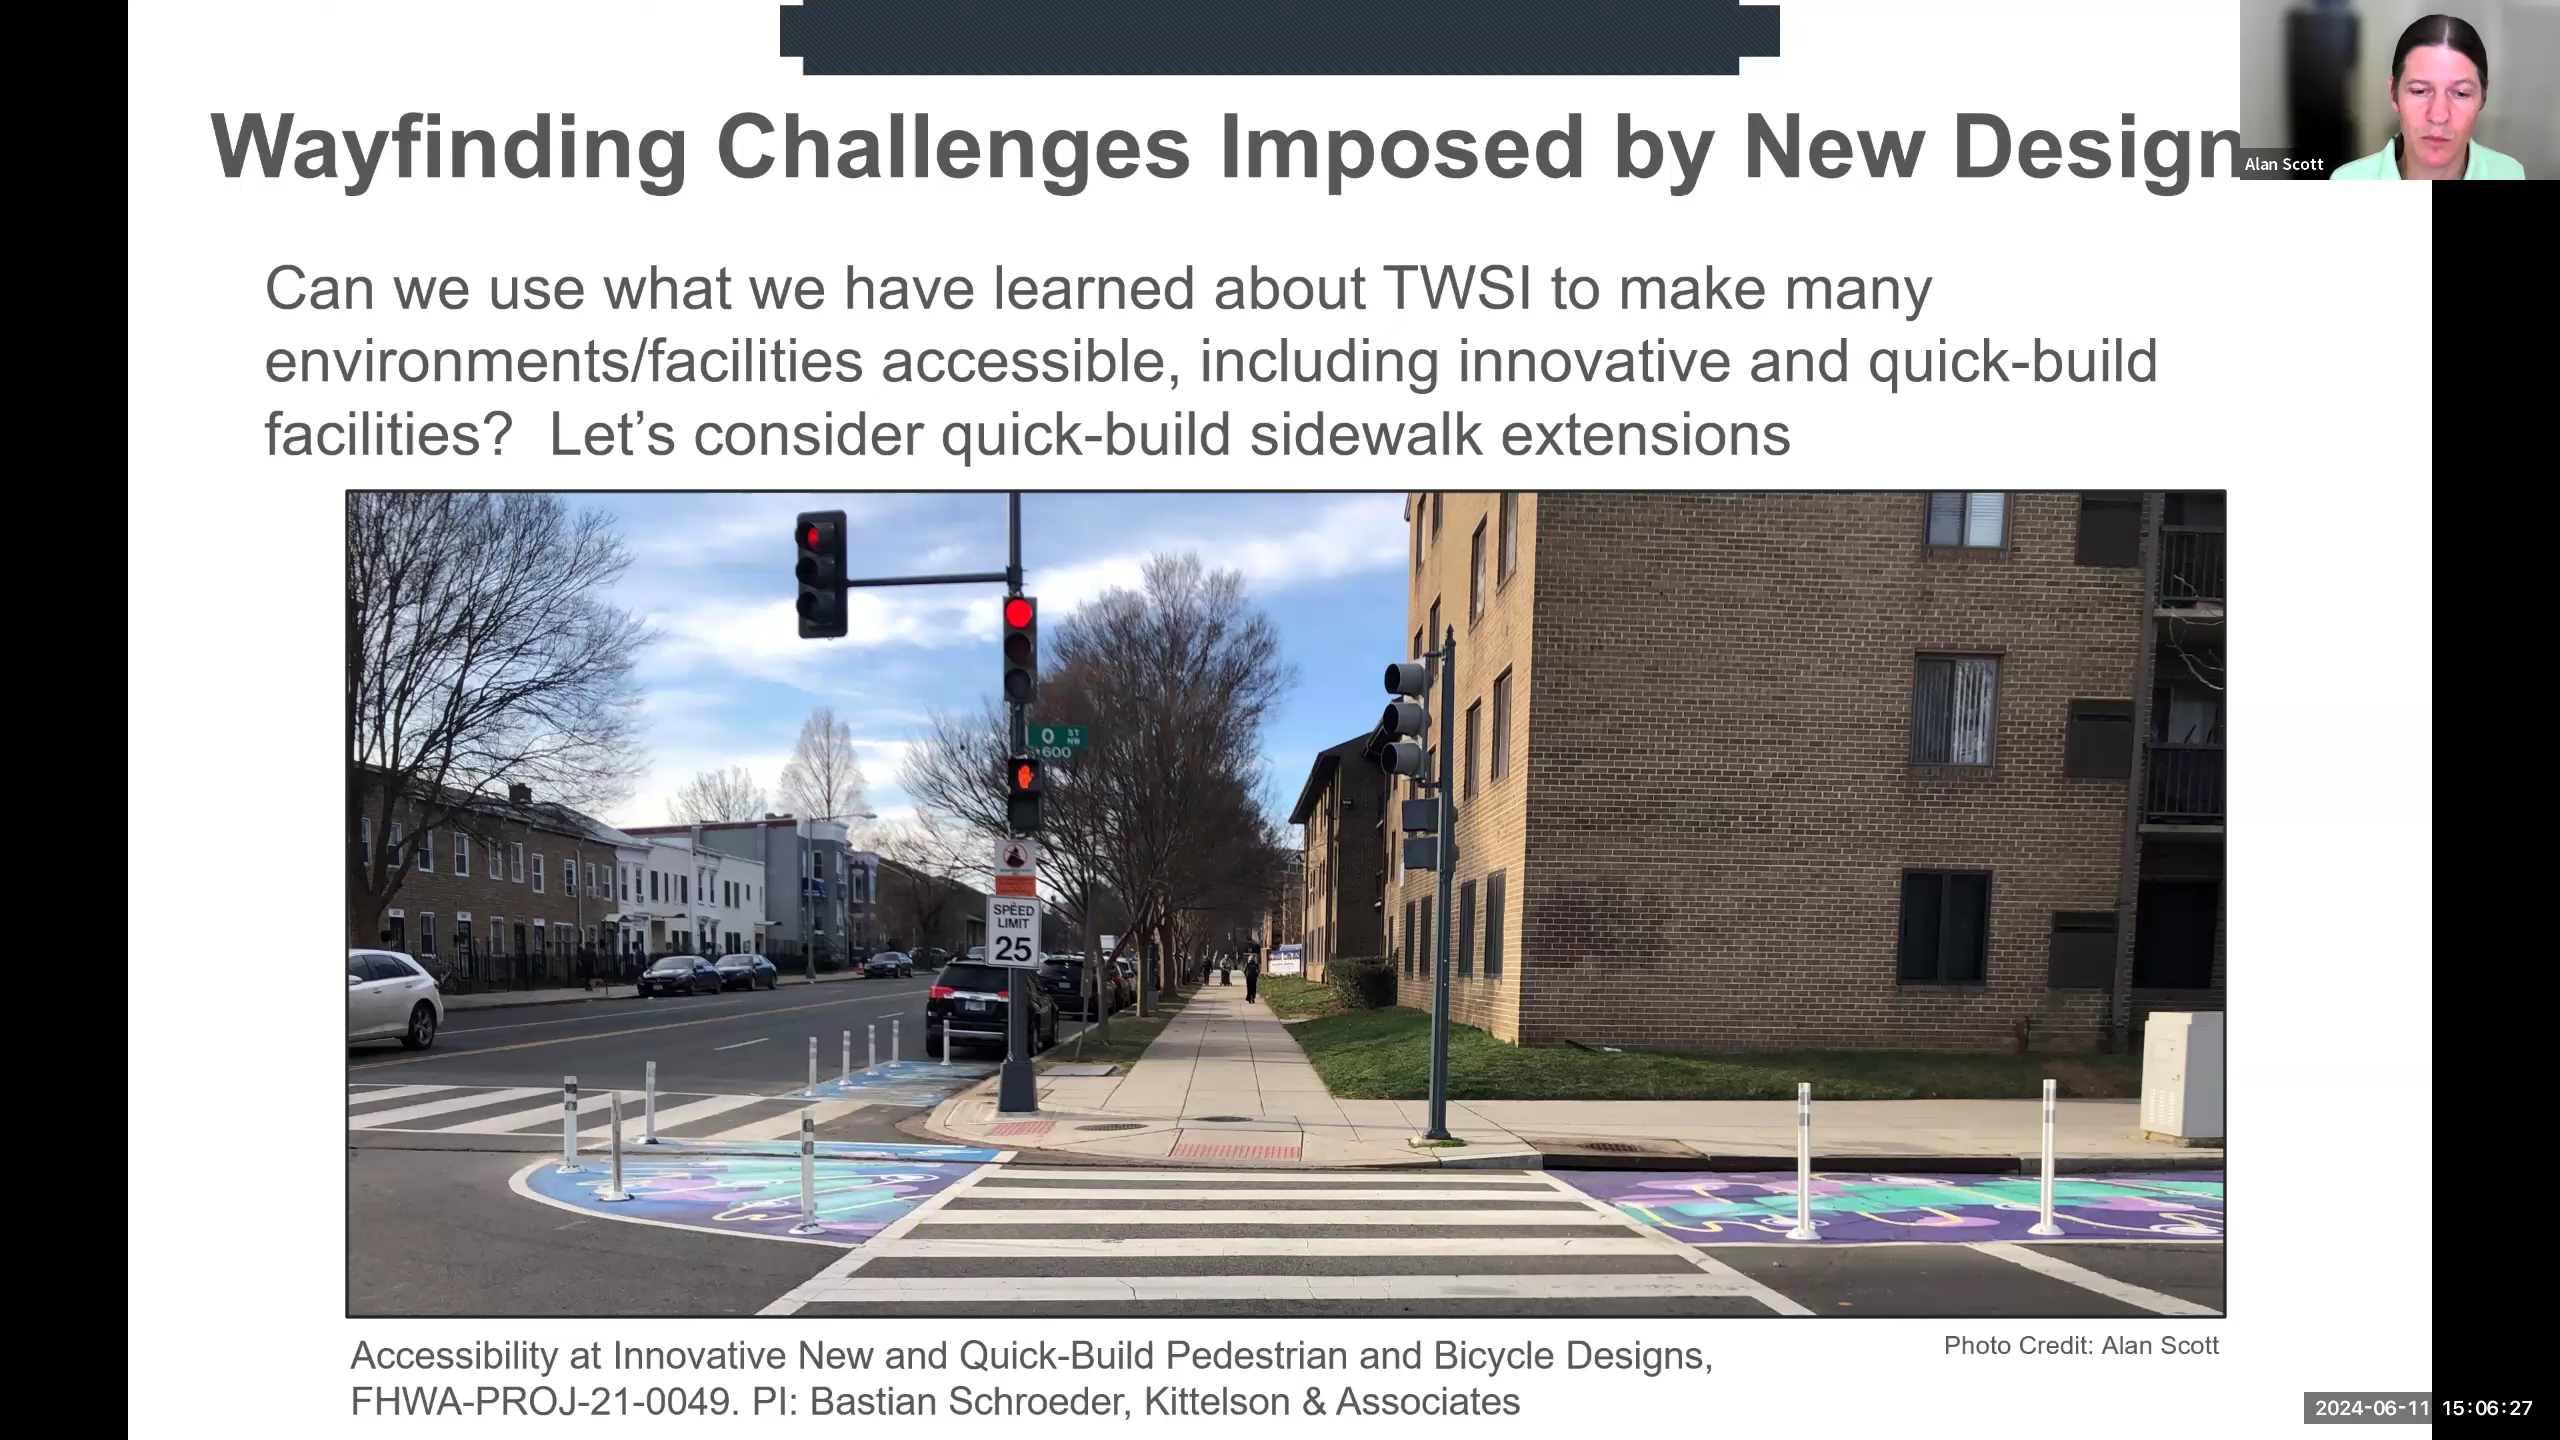 Wayfinding Challenges Imposed by New Design
Alan Scott
Can we use what we have learned about TWSI to make many
environments/facilities accessible, including innovative and quick-build
facilities?  Let’s consider quick-build sidewalk extensions
O ST NW
600
SPEED
LIMIT
25
Accessibility at Innovative New and Quick-Build Pedestrian and Bicycle Designs,
FHWA-PROJ-21-0049. PI: Bastian Schroeder, Kittelson & Associates
Photo Credit: Alan Scott
2024-06-11 15:06:27